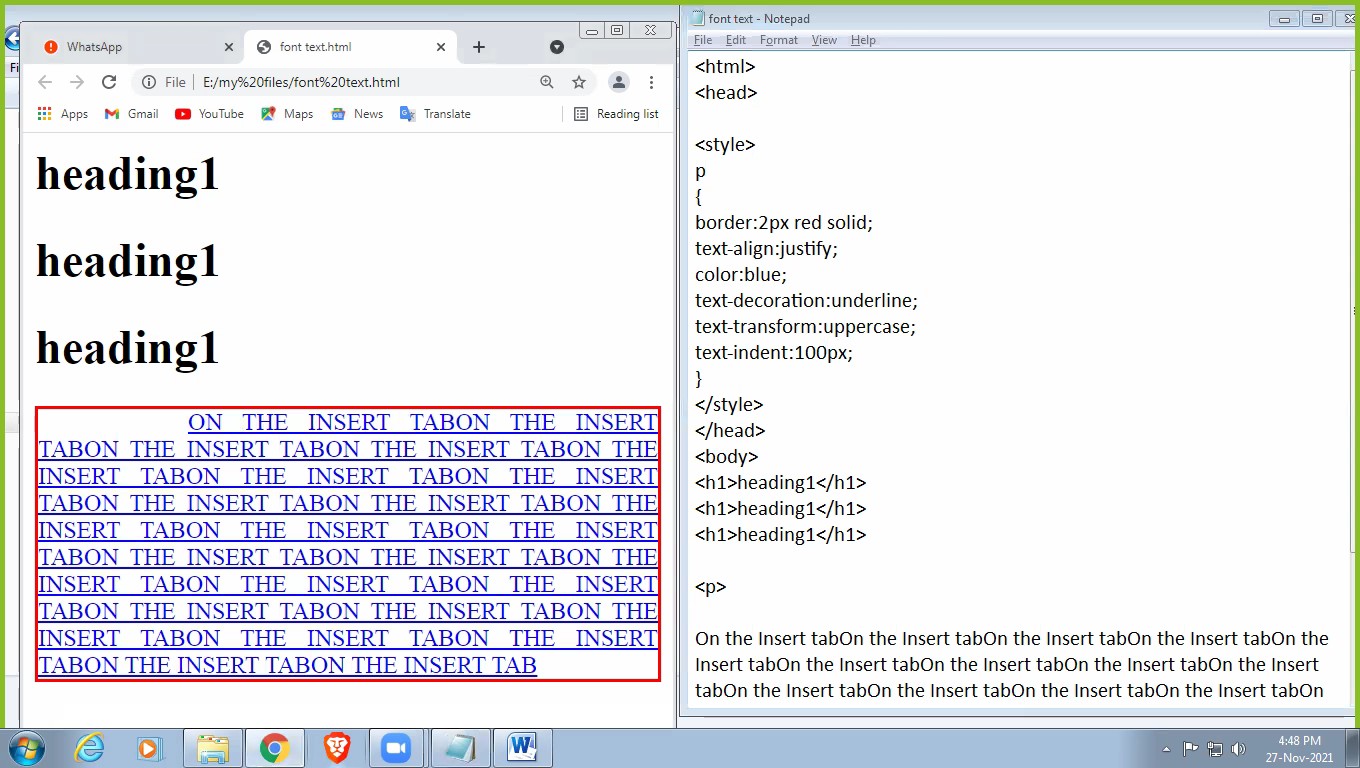 WhatsApp
font text.html
File
E:/my%20files/font%20text.html
Apps
Gmail
YouTube
Maps
News
Translate
Reading list
heading1
heading1
heading1
ON THE INSERT TABON THE INSERT
TABON THE INSERT TABON THE INSERT TABON THE
INSERT TABON THE INSERT TABON THE INSERT
TABON THE INSERT TABON THE INSERT TABON THE
INSERT TABON THE INSERT TABON THE INSERT
TABON THE INSERT TABON THE INSERT TABON THE
INSERT TABON THE INSERT TABON THE INSERT
TABON THE INSERT TABON THE INSERT TABON THE
INSERT TABON THE INSERT TABON THE INSERT
TABON THE INSERT TABON THE INSERT TAB
font text - Notepad
File Edit Format View Help
<html>
<head>
<style>
p
{
border:2px red solid;
text-align:justify;
color:blue;
text-decoration:underline;
text-transform:uppercase;
text-indent:100px;
}
</style>
</head>
<body>
<h1>heading1</h1>
<h1>heading1</h1>
<h1>heading1</h1>
<p>
On the Insert tabOn the Insert tabOn the Insert tabOn the Insert tabOn the
Insert tabOn the Insert tabOn the Insert tabOn the Insert tabOn the Insert
tabOn the Insert tabOn the Insert tabOn the Insert tabOn the Insert tabOn
4:48 PM
27-Nov-2021